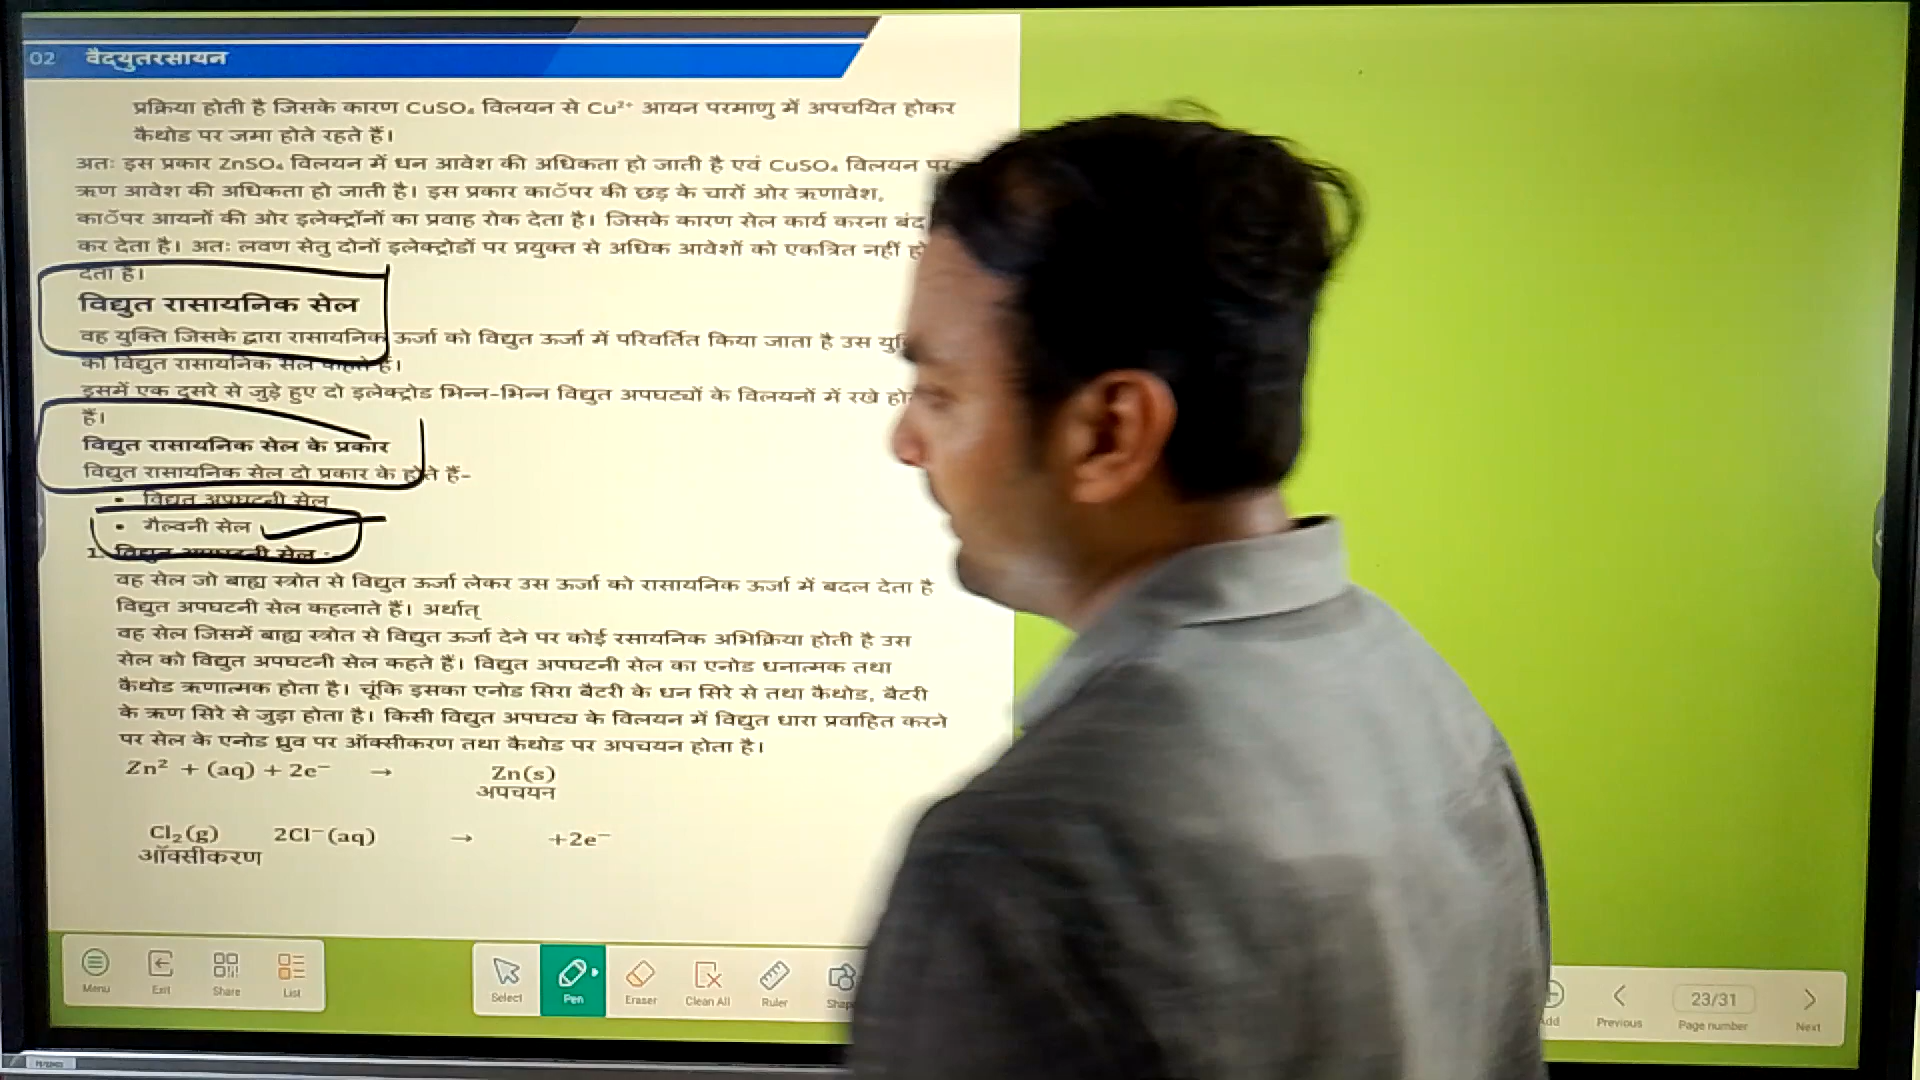 02 वैद्युतरसायन
प्रक्रिया होती है जिसके कारण CuSO₄ विलयन से Cu²⁺ आयन परमाणु में अपचयित होकर
कैथोड पर जमा होते रहते हैं।
अतः इस प्रकार ZnSO₄ विलयन में धन आवेश की अधिकता हो जाती है एवं CuSO₄ विलयन पर
ऋण आवेश की अधिकता हो जाती है। इस प्रकार काॅपर की छड़ के चारों ओर ऋणावेश,
काॅपर आयनों की ओर इलेक्ट्रॉनों का प्रवाह रोक देता है। जिसके कारण सेल कार्य करना बंद
कर देता है। अतः लवण सेतु दोनों इलेक्ट्रोडों पर प्रयुक्त से अधिक आवेशों को एकत्रित नहीं
देता है।
विद्युत रासायनिक सेल
वह युक्ति जिसके द्वारा रासायनिक ऊर्जा को विद्युत ऊर्जा में परिवर्तित किया जाता है उस
को विद्युत रासायनिक सेल कहते हैं।
इसमें एक दूसरे से जुड़े हुए दो इलेक्ट्रोड भिन्न-भिन्न विद्युत अपघट्यों के विलयनों में रखे
हैं।
विद्युत रासायनिक सेल के प्रकार
विद्युत रासायनिक सेल दो प्रकार के होते हैं-
• विद्युत अपघटनी सेल
• गैल्वनी सेल
1. विद्युत अपघटनी सेल :
वह सेल जो बाह्य स्त्रोत से विद्युत ऊर्जा लेकर उस ऊर्जा को रासायनिक ऊर्जा में बदल देता है
विद्युत अपघटनी सेल कहलाते हैं। अर्थात्
वह सेल जिसमें बाह्य स्त्रोत से विद्युत ऊर्जा देने पर कोई रसायनिक अभिक्रिया होती है उस
सेल को विद्युत अपघटनी सेल कहते हैं। विद्युत अपघटनी सेल का एनोड धनात्मक तथा
कैथोड ऋणात्मक होता है। चूंकि इसका एनोड सिरा बैटरी के धन सिरे से तथा कैथोड, बैटरी
के ऋण सिरे से जुड़ा होता है। किसी विद्युत अपघट्य के विलयन में विद्युत धारा प्रवाहित करने
पर सेल के एनोड ध्रुव पर ऑक्सीकरण तथा कैथोड पर अपचयन होता है।
Zn² + (aq) + 2e⁻ → Zn(s)
अपचयन
Cl₂(g) 2Cl⁻(aq) → +2e⁻
ऑक्सीकरण
Menu Exit Share List Select Pen Eraser Clean All Ruler
23/31
Previous Page number Next